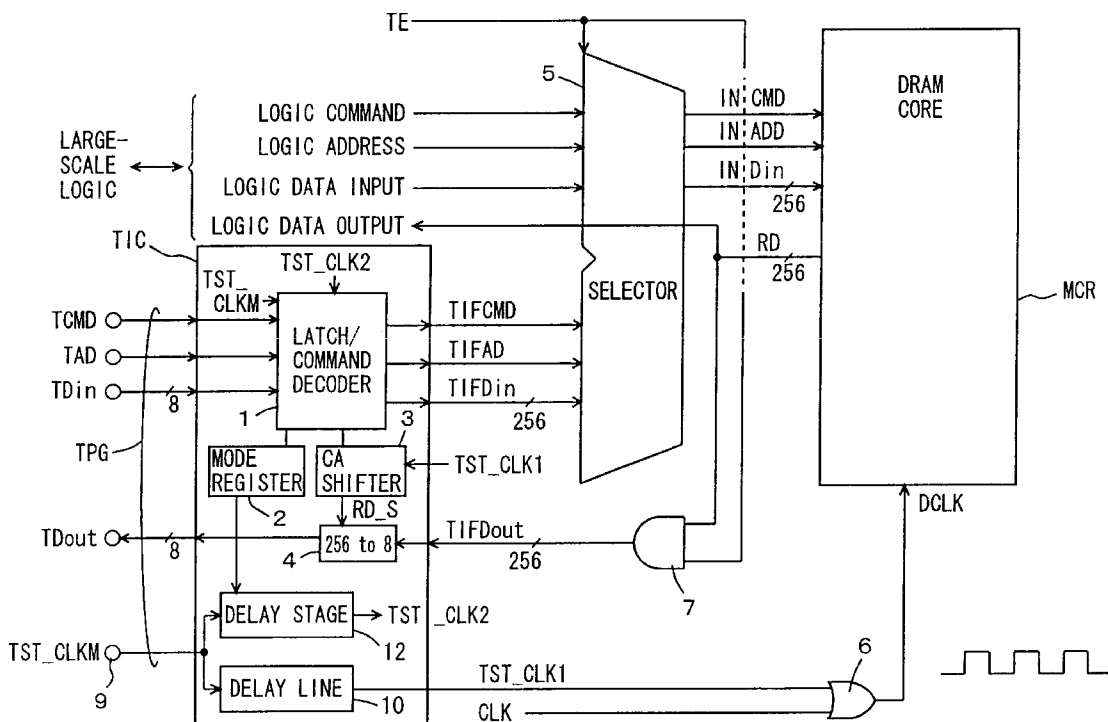 TE
5
DRAM
CORE
LOGIC COMMAND
IN CMD
LARGE-
SCALE
LOGIC
LOGIC ADDRESS
IN ADD
LOGIC DATA INPUT
IN Din
256
LOGIC DATA OUTPUT
TIC
RD
256
TST_CLK2
TST_
CLKM
SELECTOR
MCR
TCMD
LATCH/
COMMAND
DECODER
TIFCMD
TAD
TIFAD
TDin
8
TIFDin
256
1
3
TPG
MODE
REGISTER
CA
SHIFTER
TST_CLK1
2
RD_S
DCLK
TDout
8
4
256 to 8
TIFDout
256
7
DELAY STAGE
TST_CLK2
12
TST_CLKM
9
DELAY LINE
10
TST_CLK1
6
CLK